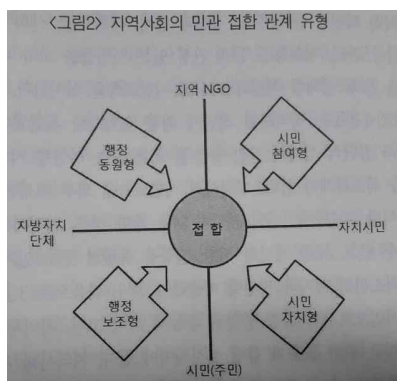 <그림2> 지역사회의 민관 접합 관계 유형
지역 NGO
행정
동원형
시민
참여형
지방자치
단체
접 합
자치시민
행정
보조형
시민
자치형
시민(주민)